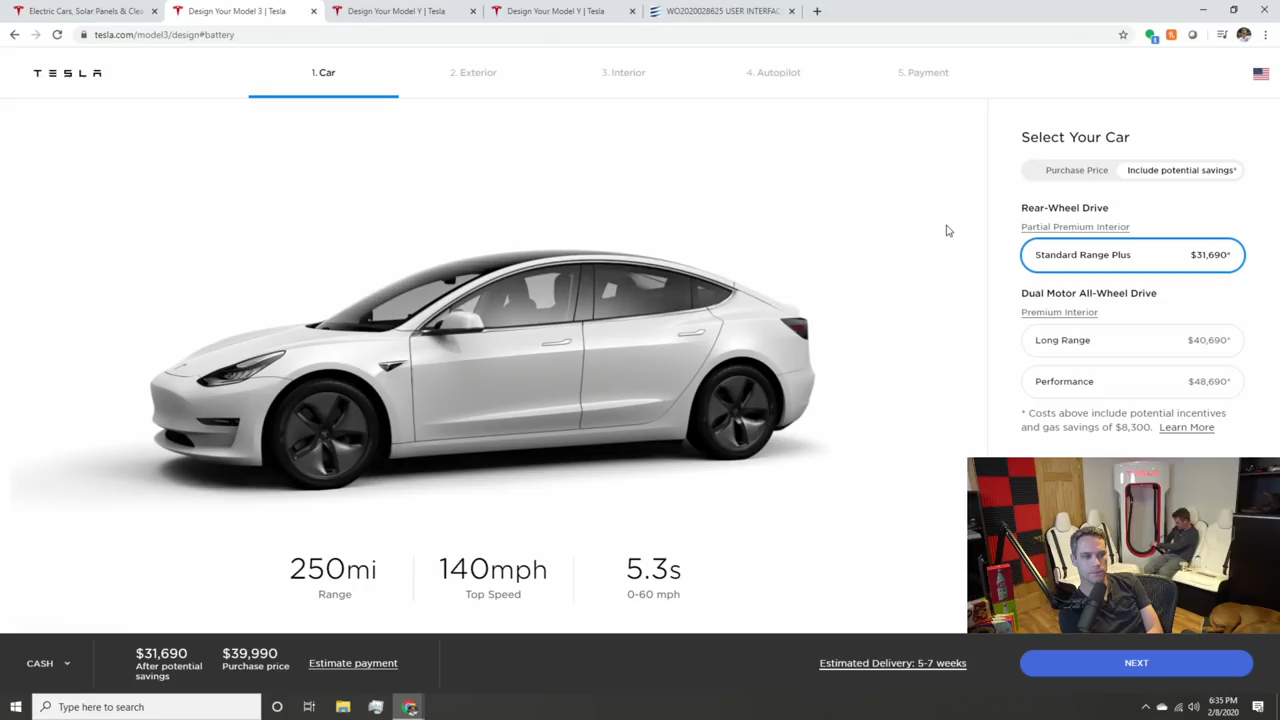 Electric Cars, Solar Panels & Clea
Design Your Model 3 | Tesla
Design Your Model Y | Tesla
Design Your Model Y | Tesla
WO2020028625 USER INTERFAC
tesla.com/model3/design#battery
TESLA
1. Car
2. Exterior
3. Interior
4. Autopilot
5. Payment
Select Your Car
Purchase Price
Include potential savings*
Rear-Wheel Drive
Partial Premium Interior
Standard Range Plus $31,690*
Dual Motor All-Wheel Drive
Premium Interior
Long Range $40,690*
Performance $48,690*
* Costs above include potential incentives
and gas savings of $8,300. Learn More
250mi
Range
140mph
Top Speed
5.3s
0-60 mph
CASH
$31,690
After potential
savings
$39,990
Purchase price
Estimate payment
Estimated Delivery: 5-7 weeks
NEXT
Type here to search
6:35 PM
2/8/2020